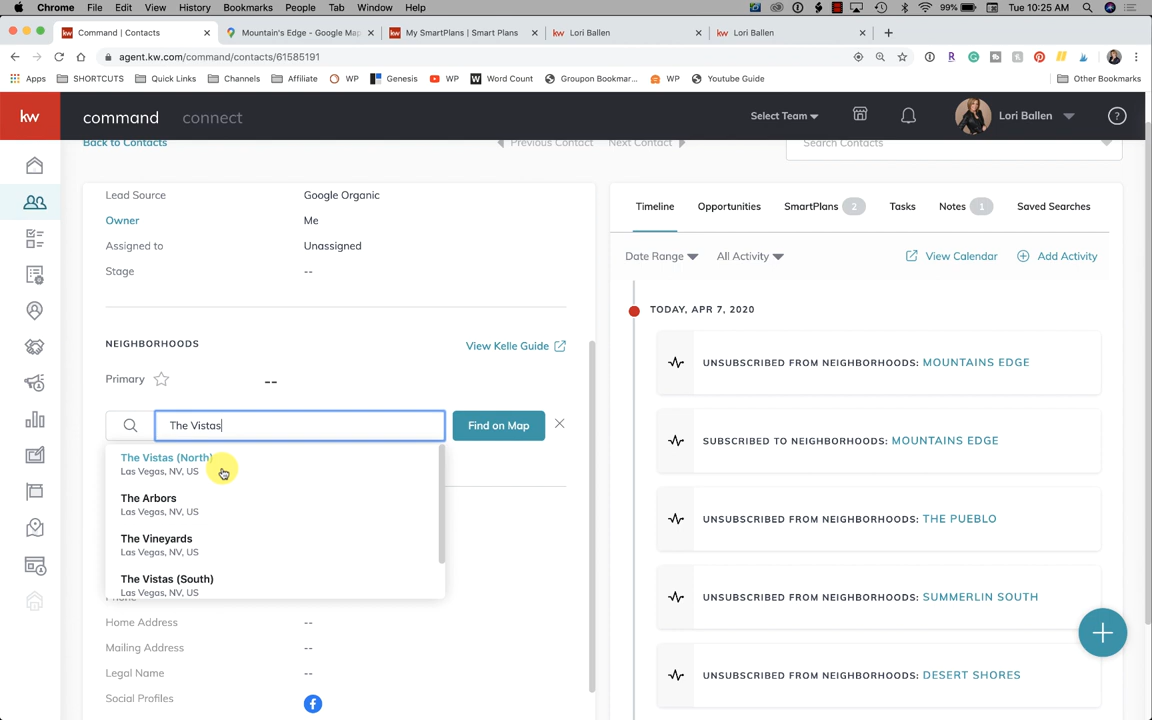 Chrome File Edit View History Bookmarks People Tab Window Help 99% Tue 10:25 AM
Command | Contacts Mountain's Edge - Google Map My SmartPlans | Smart Plans kw Lori Ballen kw Lori Ballen
agent.kw.com/command/contacts/61585191
Apps SHORTCUTS Quick Links Channels Affiliate WP Genesis WP Word Count Groupon Bookmar... WP Youtube Guide Other Bookmarks
kw command connect Select Team Lori Ballen ?
Back to Contacts Previous Contact Next Contact Search Contacts
Lead Source Google Organic
Owner Me
Assigned to Unassigned
Stage --
NEIGHBORHOODS View Kelle Guide
Primary --
The Vistas Find on Map
The Vistas (North)
Las Vegas, NV, US
The Arbors
Las Vegas, NV, US
The Vineyards
Las Vegas, NV, US
The Vistas (South)
Las Vegas, NV, US
Phone
Home Address --
Mailing Address --
Legal Name --
Social Profiles
Timeline Opportunities SmartPlans 2 Tasks Notes 1 Saved Searches
Date Range All Activity View Calendar Add Activity
TODAY, APR 7, 2020
UNSUBSCRIBED FROM NEIGHBORHOODS: MOUNTAINS EDGE
SUBSCRIBED TO NEIGHBORHOODS: MOUNTAINS EDGE
UNSUBSCRIBED FROM NEIGHBORHOODS: THE PUEBLO
UNSUBSCRIBED FROM NEIGHBORHOODS: SUMMERLIN SOUTH
UNSUBSCRIBED FROM NEIGHBORHOODS: DESERT SHORES